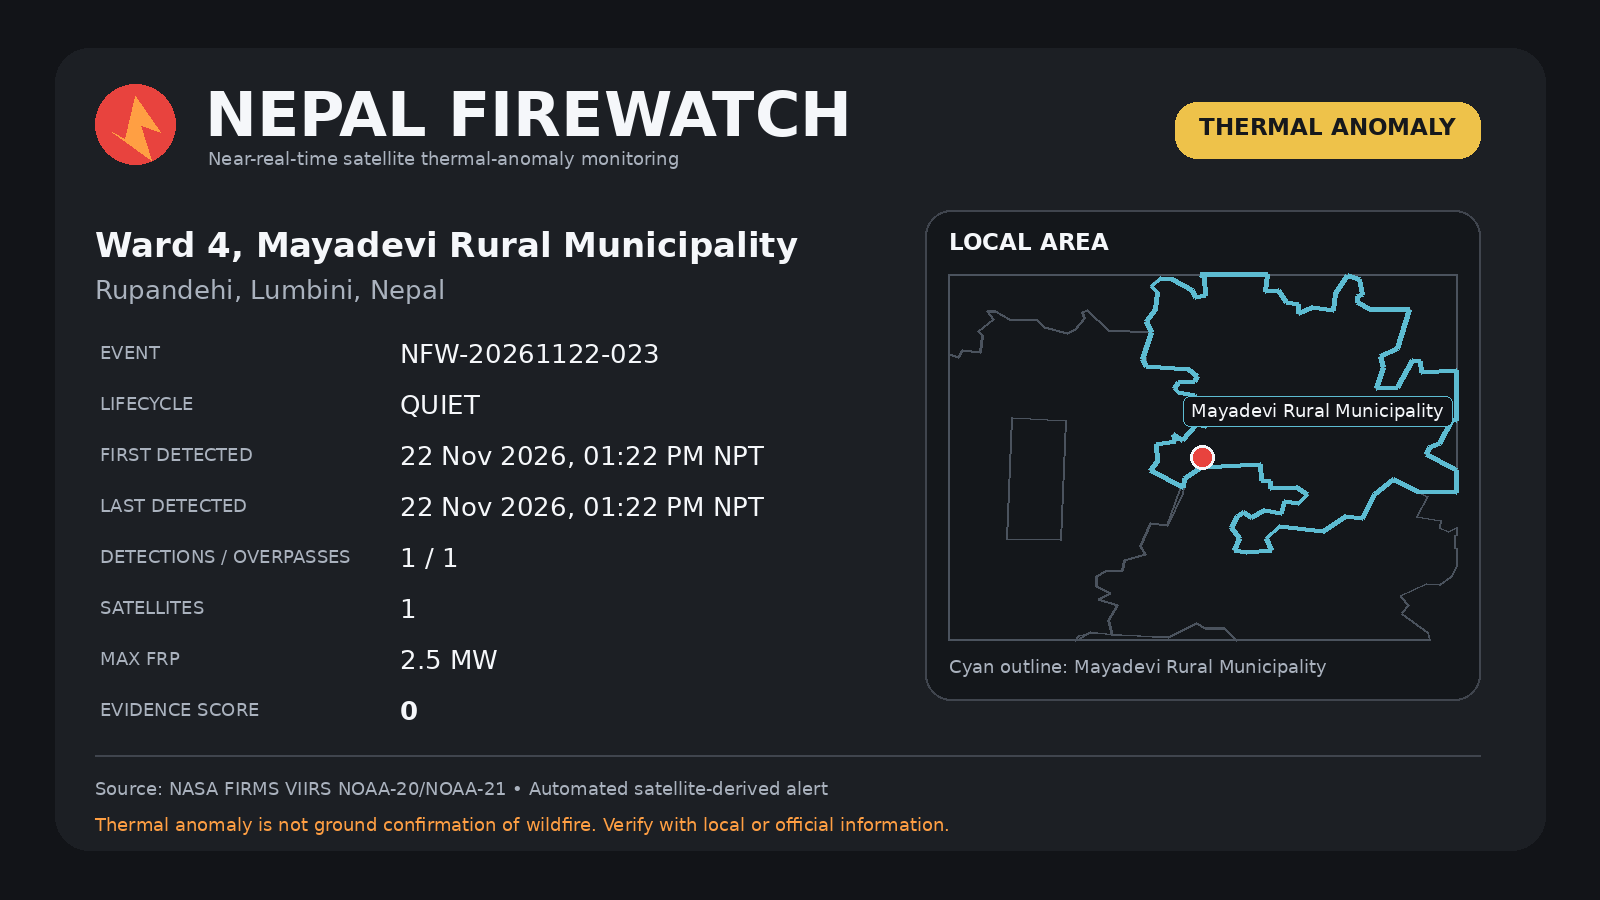 NEPAL FIREWATCH
Near-real-time satellite thermal-anomaly monitoring
THERMAL ANOMALY
Ward 4, Mayadevi Rural Municipality
Rupandehi, Lumbini, Nepal
EVENT NFW-20261122-023
LIFECYCLE QUIET
FIRST DETECTED 22 Nov 2026, 01:22 PM NPT
LAST DETECTED 22 Nov 2026, 01:22 PM NPT
DETECTIONS / OVERPASSES 1 / 1
SATELLITES 1
MAX FRP 2.5 MW
EVIDENCE SCORE 0
LOCAL AREA
Mayadevi Rural Municipality
Cyan outline: Mayadevi Rural Municipality
Source: NASA FIRMS VIIRS NOAA-20/NOAA-21 • Automated satellite-derived alert
Thermal anomaly is not ground confirmation of wildfire. Verify with local or official information.